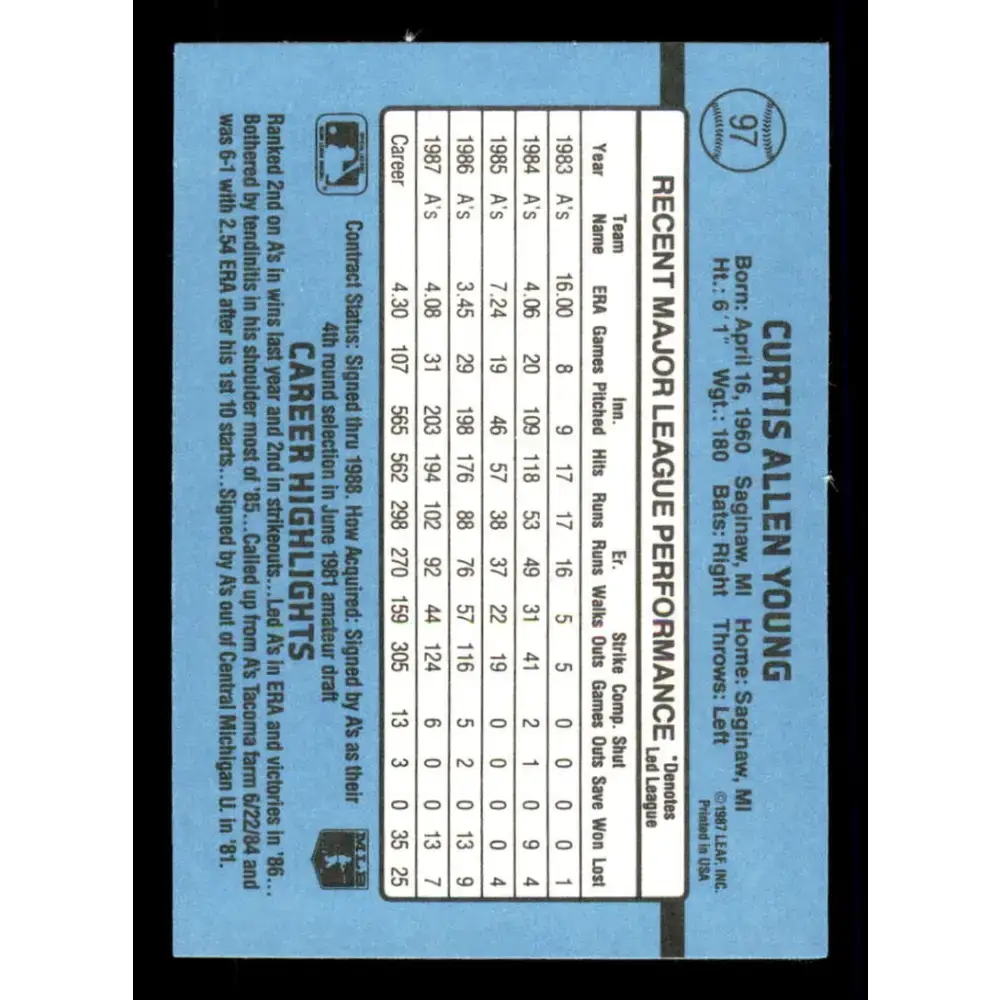 97
CURTIS ALLEN YOUNG
Born: April 16, 1960 Saginaw, MI Home: Saginaw, MI
Ht.: 6'1" Wgt.: 180 Bats: Right Throws: Left
©1987 LEAF, INC.
Printed in USA
RECENT MAJOR LEAGUE PERFORMANCE
*Denotes
Led League
Team Inn. Er. Strike Comp. Shut
Year Name ERA Games Pitched Hits Runs Runs Walks Outs Games Outs Save Won Lost
1983 A's 16.00 8 9 17 17 16 5 5 0 0 0 0 1
1984 A's 4.06 20 109 118 53 49 31 41 2 1 0 9 4
1985 A's 7.24 19 46 57 38 37 22 19 0 0 0 0 4
1986 A's 3.45 29 198 176 88 76 57 116 5 2 0 13 9
1987 A's 4.08 31 203 194 102 92 44 124 6 0 0 13 7
Career 4.30 107 565 562 298 270 159 305 13 3 0 35 25
Contract Status: Signed thru 1988. How Acquired: Signed by A's as their
4th round selection in June 1981 amateur draft
MLB
CAREER HIGHLIGHTS
Ranked 2nd on A's in wins last year and 2nd in strikeouts...Led A's in ERA and victories in '86...
Bothered by tendinitis in his shoulder most of '85...Called up from A's Tacoma farm 6/22/84 and
was 6-1 with 2.54 ERA after his 1st 10 starts...Signed by A's out of Central Michigan U. in '81.